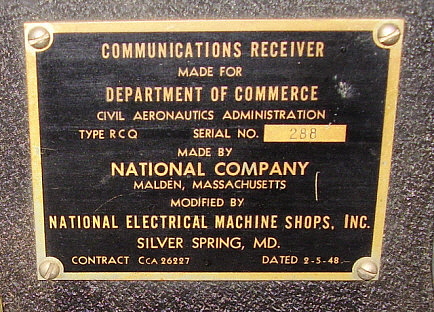 COMMUNICATIONS RECEIVER
MADE FOR
DEPARTMENT OF COMMERCE
CIVIL AERONAUTICS ADMINISTRATION
TYPE RCQ SERIAL NO. 288
MADE BY
NATIONAL COMPANY
MALDEN, MASSACHUSETTS
MODIFIED BY
NATIONAL ELECTRICAL MACHINE SHOPS, INC.
SILVER SPRING, MD.
CONTRACT CCA 26227 DATED 2-5-48